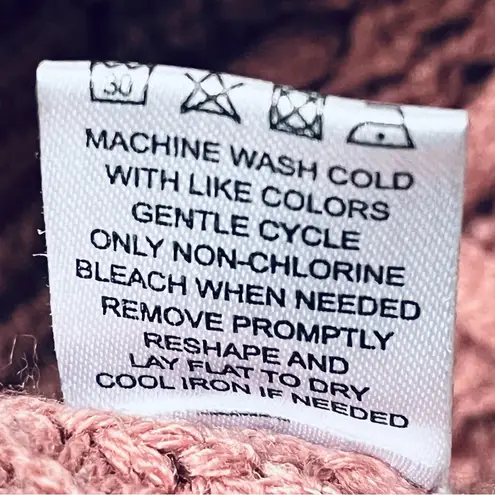 30
MACHINE WASH COLD
WITH LIKE COLORS
GENTLE CYCLE
ONLY NON-CHLORINE
BLEACH WHEN NEEDED
REMOVE PROMPTLY
RESHAPE AND
LAY FLAT TO DRY
COOL IRON IF NEEDED